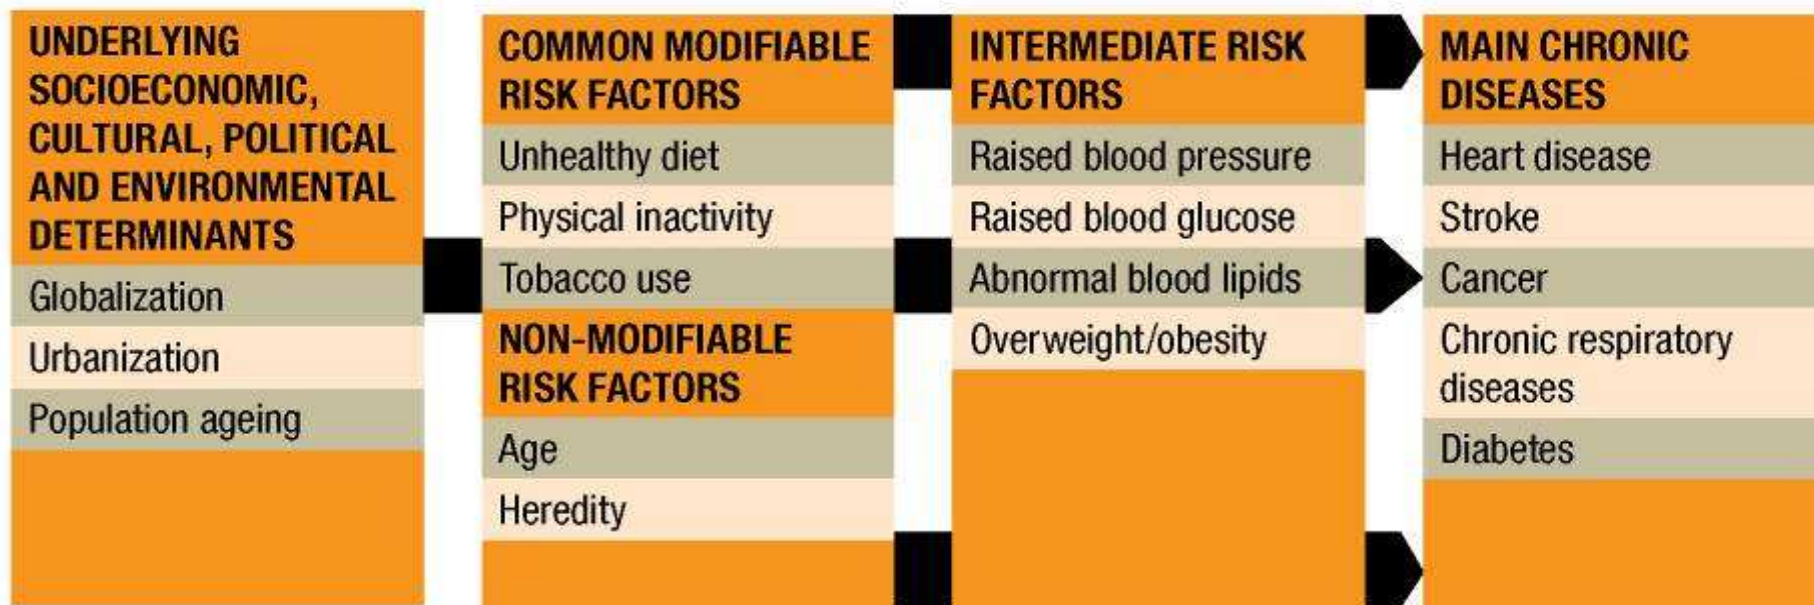 UNDERLYING
SOCIOECONOMIC,
CULTURAL, POLITICAL
AND ENVIRONMENTAL
DETERMINANTS
Globalization
Urbanization
Population ageing
COMMON MODIFIABLE
RISK FACTORS
Unhealthy diet
Physical inactivity
Tobacco use
NON-MODIFIABLE
RISK FACTORS
Age
Heredity
INTERMEDIATE RISK
FACTORS
Raised blood pressure
Raised blood glucose
Abnormal blood lipids
Overweight/obesity
MAIN CHRONIC
DISEASES
Heart disease
Stroke
Cancer
Chronic respiratory
diseases
Diabetes